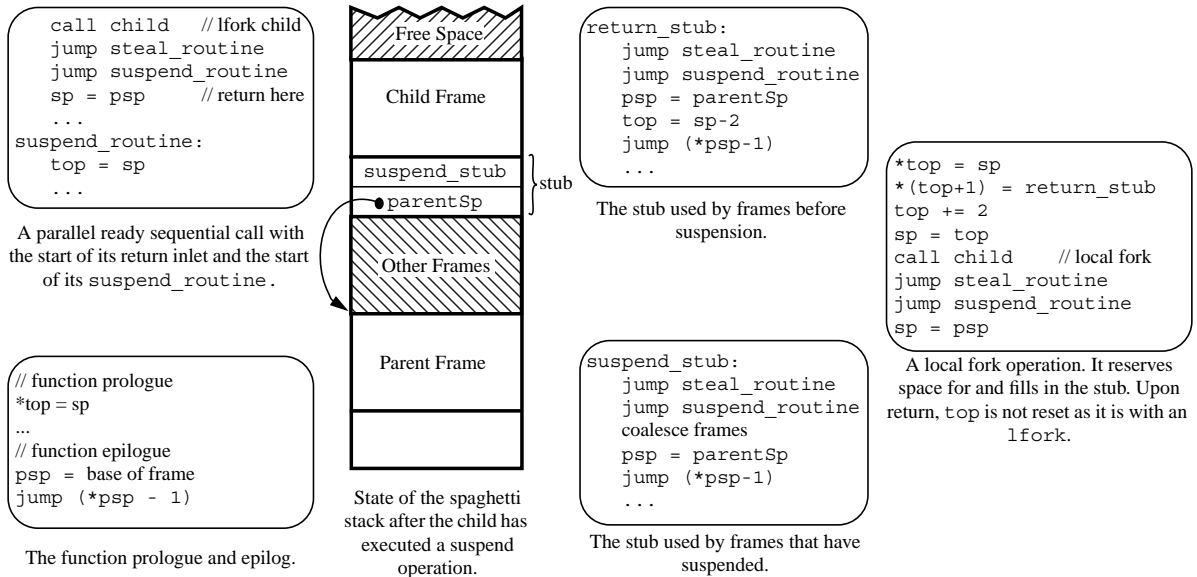 call child // lfork child
jump steal_routine
jump suspend_routine
sp = psp // return here
...
suspend_routine:
top = sp
...
A parallel ready sequential call with
the start of its return inlet and the start
of its suspend_routine.
// function prologue
*top = sp
...
// function epilogue
psp = base of frame
jump (*psp - 1)
The function prologue and epilog.
Free Space
Child Frame
suspend_stub
parentSp
stub
Other Frames
Parent Frame
State of the spaghetti
stack after the child has
executed a suspend
operation.
return_stub:
jump steal_routine
jump suspend_routine
psp = parentSp
top = sp-2
jump (*psp-1)
...
The stub used by frames before
suspension.
suspend_stub:
jump steal_routine
jump suspend_routine
coalesce frames
psp = parentSp
jump (*psp-1)
...
The stub used by frames that have
suspended.
*top = sp
*(top+1) = return_stub
top += 2
sp = top
call child // local fork
jump steal_routine
jump suspend_routine
sp = psp
A local fork operation. It reserves
space for and fills in the stub. Upon
return, top is not reset as it is with an
lfork.